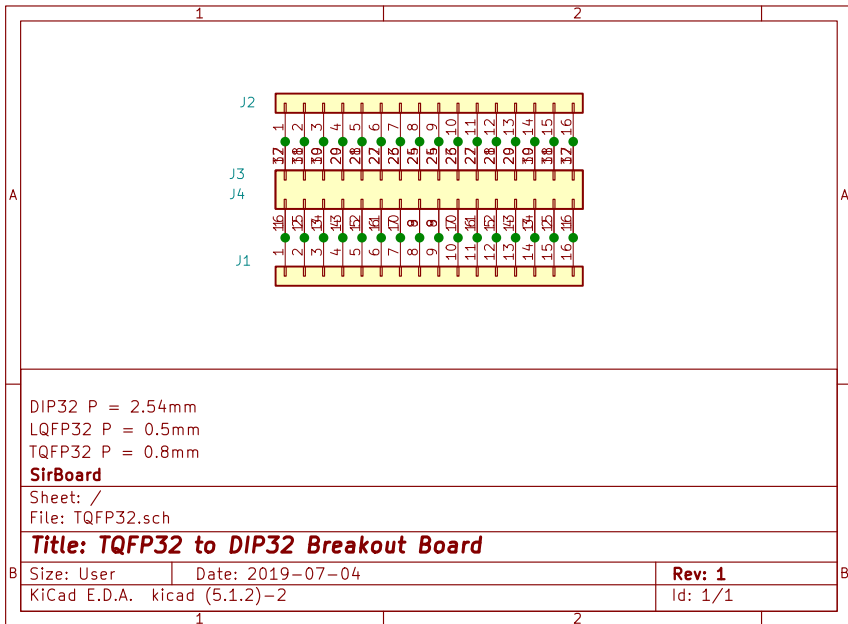 1 2
J2
1 2 3 4 5 6 7 8 9 10 11 12 13 14 15 16
J3
A A
J4
J1
1 2 3 4 5 6 7 8 9 10 11 12 13 14 15 16
DIP32 P = 2.54mm
LQFP32 P = 0.5mm
TQFP32 P = 0.8mm
SirBoard
Sheet: /
File: TQFP32.sch
Title: TQFP32 to DIP32 Breakout Board
B Size: User Date: 2019-07-04 Rev: 1 B
KiCad E.D.A. kicad (5.1.2)-2 Id: 1/1
1 2